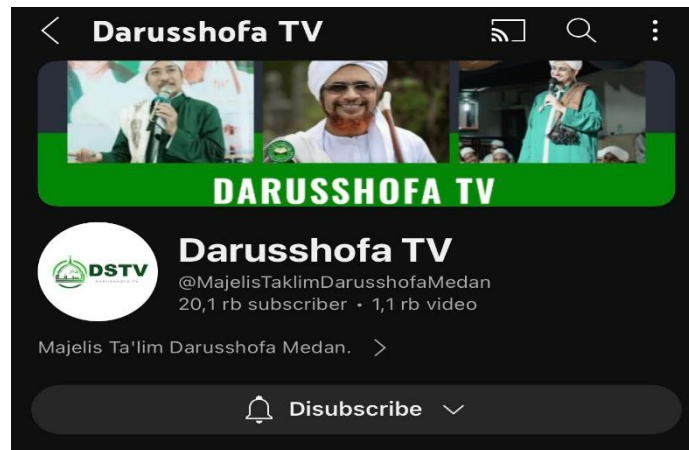 Darusshofa TV
DARUSSHOFA TV
DSTV
Darusshofa TV
@MajelisTaklimDarusshofaMedan
20,1 rb subscriber • 1,1 rb video
Majelis Ta'lim Darusshofa Medan.
Disubscribe